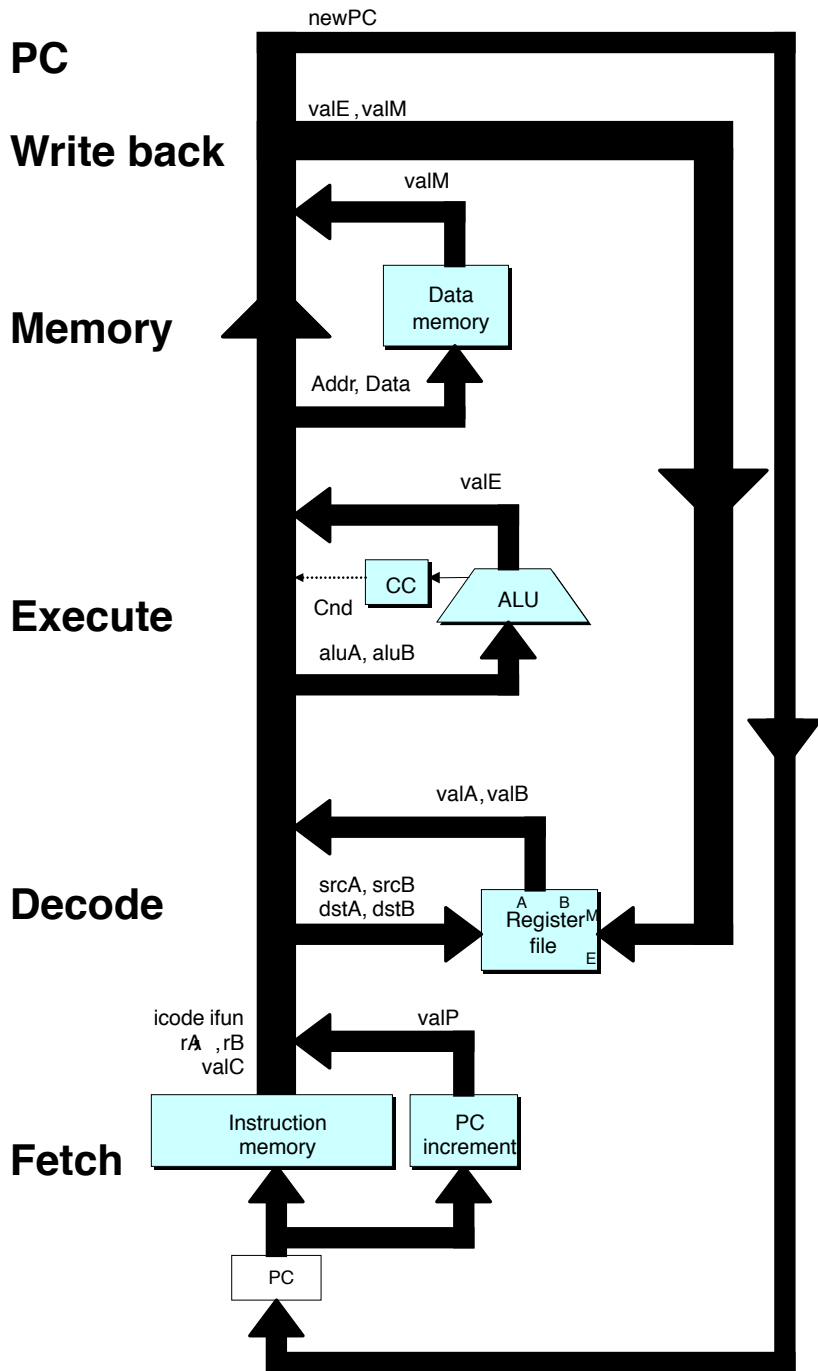 newPC
PC
valE , valM
Write back
valM
Data
memory
Memory
Addr, Data
valE
CC
ALU
Cnd
Execute
aluA, aluB
valA, valB
srcA, srcB
dstA, dstB
Decode
A B
Register M
file
E
icode ifun
rA , rB
valC
valP
Instruction
memory
PC
increment
Fetch
PC